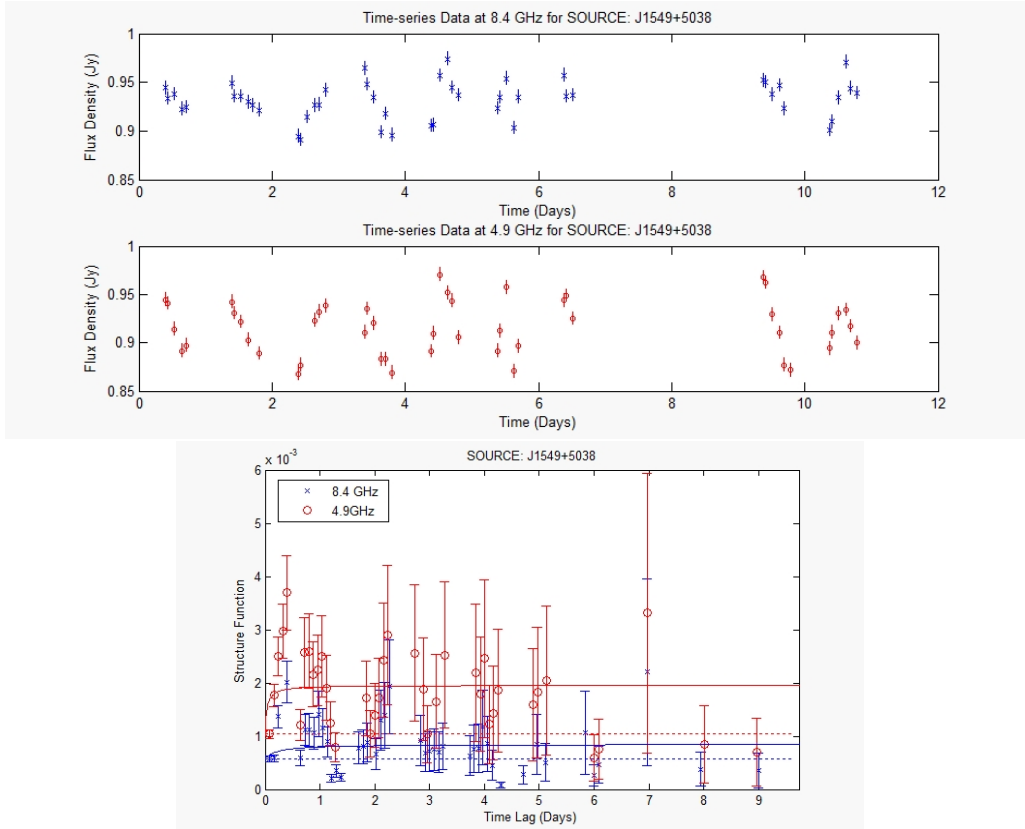 Time-series Data at 8.4 GHz for SOURCE: J1549+5038
Flux Density (Jy)
1
0.95
0.9
0.85
0 2 4 6 8 10 12
Time (Days)
Time-series Data at 4.9 GHz for SOURCE: J1549+5038
Flux Density (Jy)
1
0.95
0.9
0.85
0 2 4 6 8 10 12
Time (Days)
x 10⁻³
SOURCE: J1549+5038
8.4 GHz
4.9GHz
Structure Function
6
5
4
3
2
1
0
0 1 2 3 4 5 6 7 8 9
Time Lag (Days)